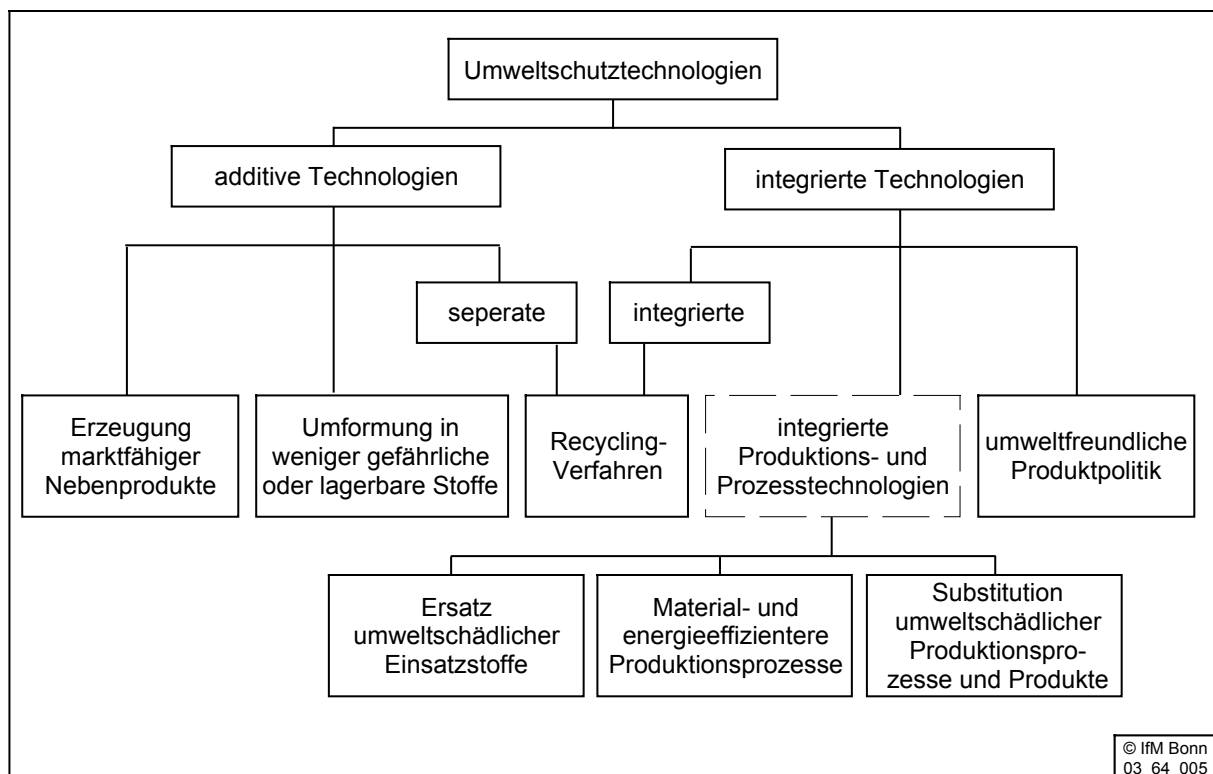 Umweltschutztechnologien
additive Technologien
integrierte Technologien
seperate
integrierte
Erzeugung
marktfähiger
Nebenprodukte
Umformung in
weniger gefährliche
oder lagerbare Stoffe
Recycling-
Verfahren
integrierte
Produktions- und
Prozesstechnologien
umweltfreundliche
Produktpolitik
Ersatz
umweltschädlicher
Einsatzstoffe
Material- und
energieeffizientere
Produktionsprozesse
Substitution
umweltschädlicher
Produktionspro-
zesse und Produkte
© IfM Bonn
03 64 005